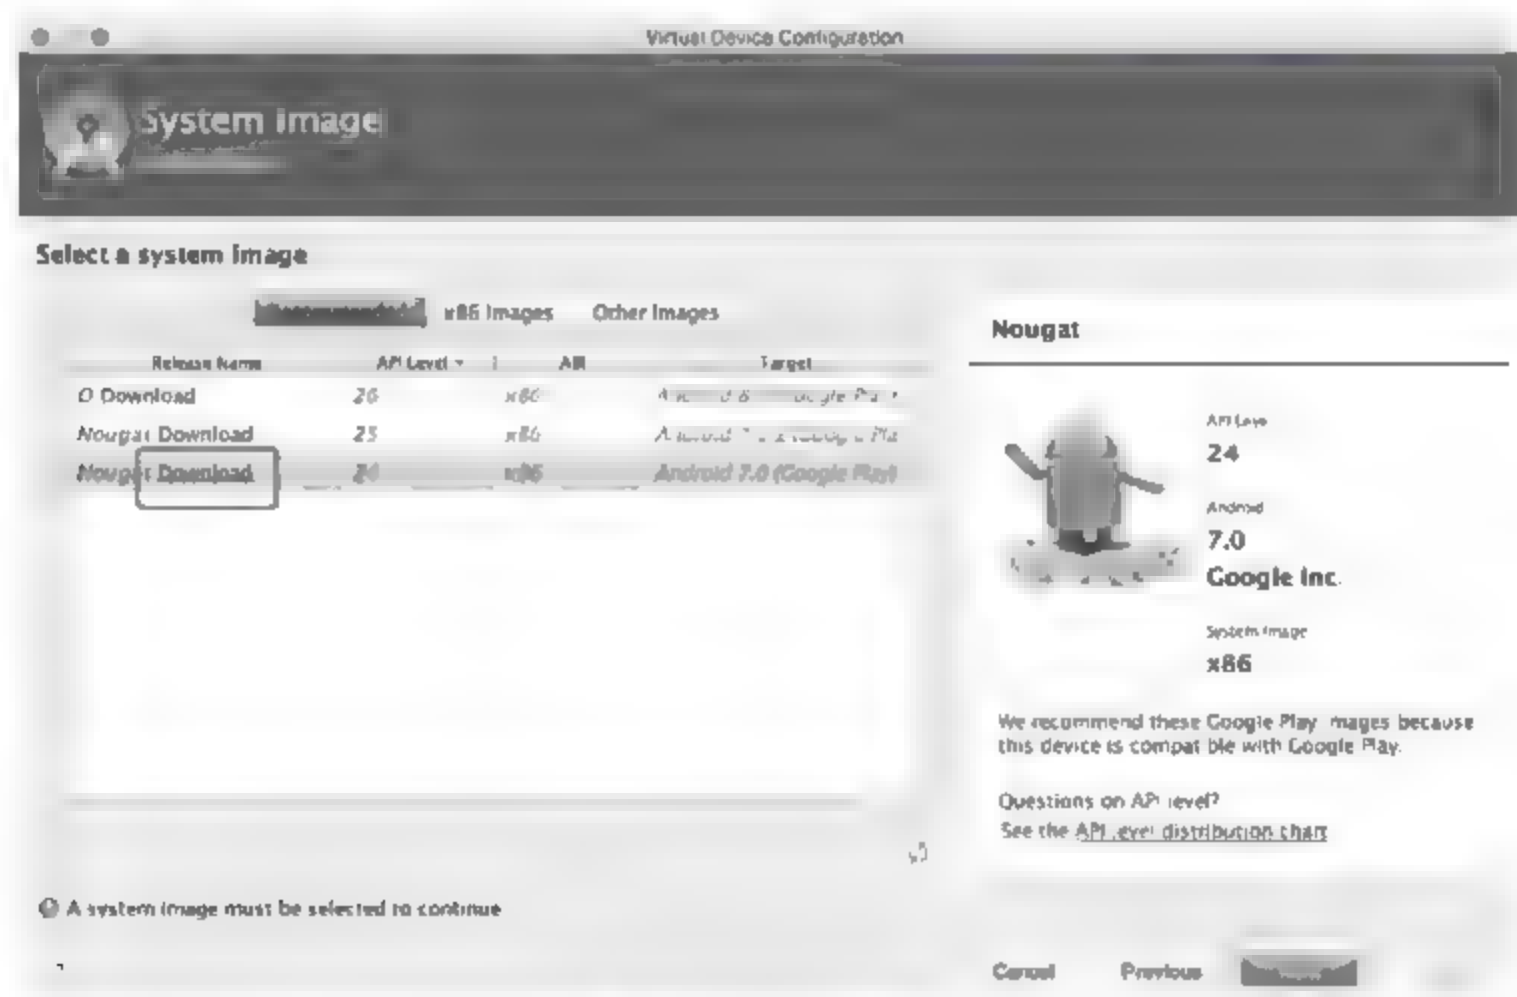 Virtual Device Configuration
System Image
Select a system image
x86 Images Other Images
Release Name API Level ABI Target
O Download 26 x86
Nougat Download 25 x86
Nougat Download 24 x86 Android 7.0 (Google Play)
Nougat
API Level
24
Android
7.0
Google Inc.
System Image
x86
We recommend these Google Play images because
this device is compatible with Google Play.
Questions on API level?
See the API level distribution chart
A system image must be selected to continue
Cancel Previous